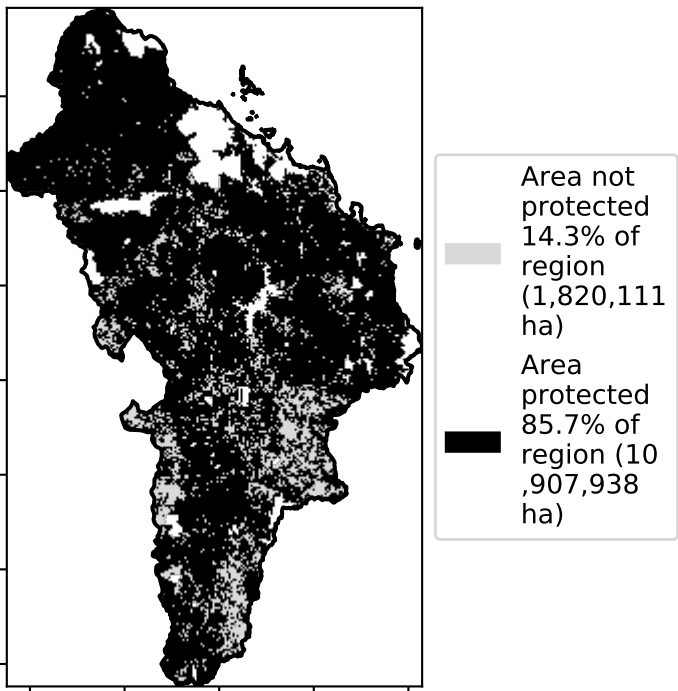 Area not
protected
14.3% of
region
(1,820,111
ha)
Area
protected
85.7% of
region (10
,907,938
ha)